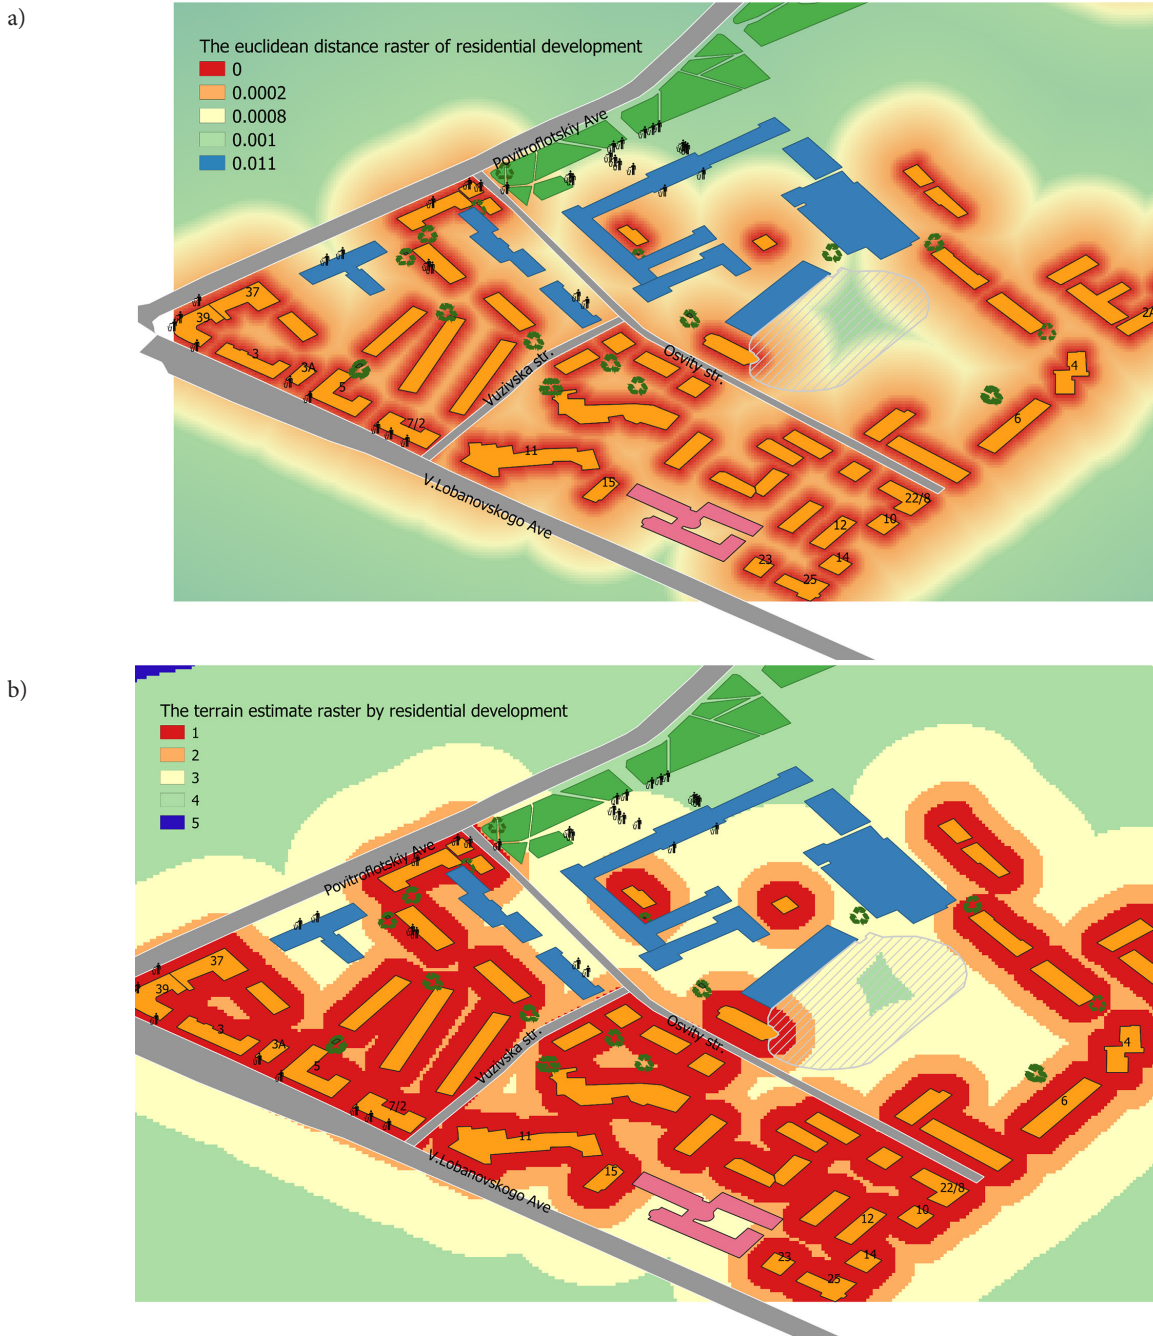 a)
The euclidean distance raster of residential development
0
0.0002
0.0008
0.001
0.011
Povitroflotskiy Ave
37
39
3
3A
5
7/2
Vuzivska str.
Osvity str.
11
15
V.Lobanovskogo Ave
2A
4
6
22/8
10
12
14
23
25
b)
The terrain estimate raster by residential development
1
2
3
4
5
Povitroflotskiy Ave
37
39
3
3A
5
7/2
Vuzivska str.
Osvity str.
11
15
V.Lobanovskogo Ave
4
6
22/8
10
12
14
23
25